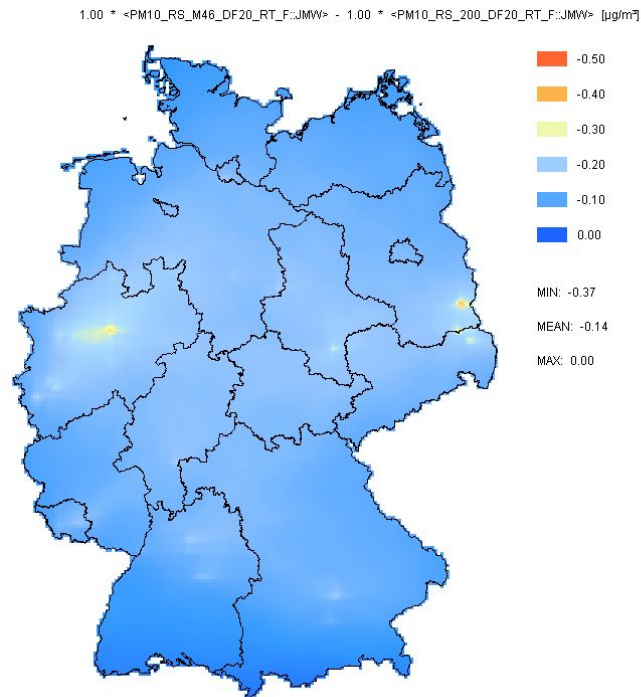 1.00 * <PM10_RS_M46_DF20_RT_F::JMW> - 1.00 * <PM10_RS_200_DF20_RT_F::JMW> [µg/m³]
-0.50
-0.40
-0.30
-0.20
-0.10
0.00
MIN: -0.37
MEAN: -0.14
MAX: 0.00